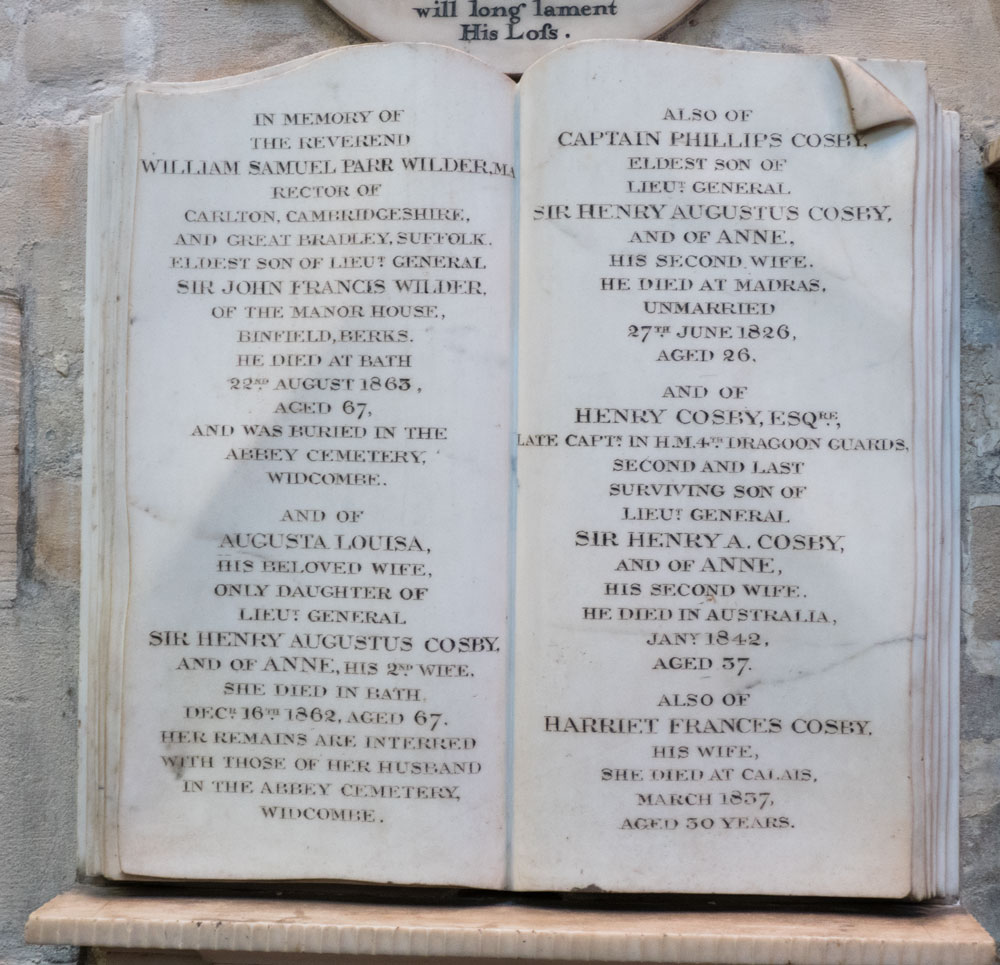 will long lament
His Loſs.
IN MEMORY OF
THE REVEREND
WILLIAM SAMUEL PARR WILDER, MA
RECTOR OF
CARLTON, CAMBRIDGESHIRE,
AND GREAT BRADLEY, SUFFOLK.
ELDEST SON OF LIEUT GENERAL
SIR JOHN FRANCIS WILDER,
OF THE MANOR HOUSE,
BINFIELD, BERKS.
HE DIED AT BATH
22ND AUGUST 1863,
AGED 67,
AND WAS BURIED IN THE
ABBEY CEMETERY,
WIDCOMBE.
AND OF
AUGUSTA LOUISA,
HIS BELOVED WIFE,
ONLY DAUGHTER OF
LIEUT GENERAL
SIR HENRY AUGUSTUS COSBY,
AND OF ANNE, HIS 2ND WIFE.
SHE DIED IN BATH,
DECR 16TH 1862, AGED 67.
HER REMAINS ARE INTERRED
WITH THOSE OF HER HUSBAND
IN THE ABBEY CEMETERY,
WIDCOMBE.
ALSO OF
CAPTAIN PHILLIPS COSBY,
ELDEST SON OF
LIEUT GENERAL
SIR HENRY AUGUSTUS COSBY,
AND OF ANNE,
HIS SECOND WIFE.
HE DIED AT MADRAS,
UNMARRIED
27TH JUNE 1826,
AGED 26,
AND OF
HENRY COSBY, ESQRE,
LATE CAPTN IN H.M. 4TH DRAGOON GUARDS,
SECOND AND LAST
SURVIVING SON OF
LIEUT GENERAL
SIR HENRY A. COSBY,
AND OF ANNE,
HIS SECOND WIFE.
HE DIED IN AUSTRALIA,
JANY 1842,
AGED 37.
ALSO OF
HARRIET FRANCES COSBY,
HIS WIFE,
SHE DIED AT CALAIS,
MARCH 1837,
AGED 30 YEARS.